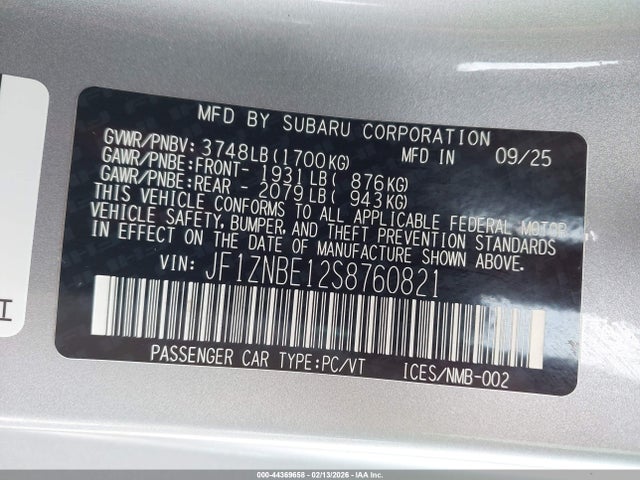 MFD BY SUBARU CORPORATION
GVWR/PNBV: 3748LB(1700KG) MFD IN 09/25
GAWR/PNBE:FRONT- 1931LB( 876KG)
GAWR/PNBE:REAR - 2079LB( 943KG)
THIS VEHICLE CONFORMS TO ALL APPLICABLE FEDERAL MOTOR
VEHICLE SAFETY, BUMPER, AND THEFT PREVENTION STANDARDS
IN EFFECT ON THE DATE OF MANUFACTURE SHOWN ABOVE.
VIN: JF1ZNBE12S8760821
PASSENGER CAR TYPE:PC/VT ICES/NMB-002
000-44369658 - 02/13/2026 - IAA Inc.